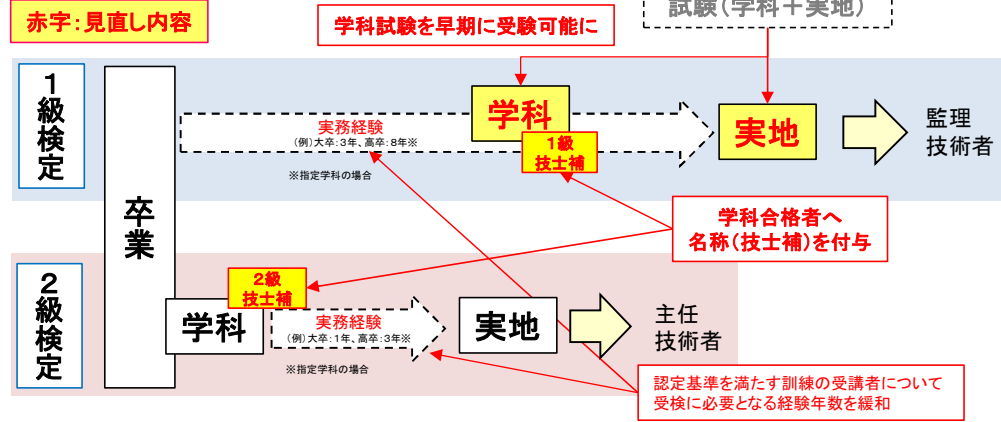 試験（学科＋実地）
赤字：見直し内容
学科試験を早期に受験可能に
1級検定
卒業
実務経験
（例）大卒：3年、高卒：8年※
※指定学科の場合
学科
1級
技士補
実地
監理
技術者
学科合格者へ
名称（技士補）を付与
2級検定
2級
技士補
学科
実務経験
（例）大卒：1年、高卒：3年※
※指定学科の場合
実地
主任
技術者
認定基準を満たす訓練の受講者について
受検に必要となる経験年数を緩和